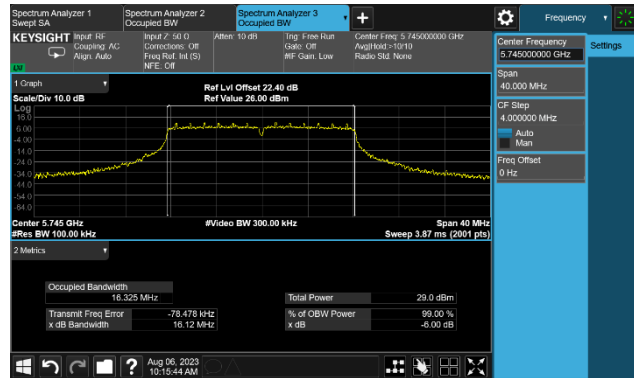 Spectrum Analyzer 1
Swept SA
Spectrum Analyzer 2
Occupied BW
Spectrum Analyzer 3
Occupied BW
+
Frequency
KEYSIGHT
Input: RF
Coupling: AC
Align: Auto
Input Z: 50 Ω
Corrections: Off
Freq Ref: Int (S)
NFE: Off
Atten: 10 dB
Trig: Free Run
Gate: Off
#IF Gain: Low
Center Freq: 5.745000000 GHz
Avg|Hold:>10/10
Radio Std: None
LVI
Center Frequency
5.745000000 GHz
Settings
Span
40.000 MHz
CF Step
4.000000 MHz
Auto
Man
Freq Offset
0 Hz
1 Graph
Scale/Div 10.0 dB
Ref Lvl Offset 22.40 dB
Ref Value 26.00 dBm
Log
16.0
6.00
-4.00
-14.0
-24.0
-34.0
-44.0
-54.0
-64.0
Center 5.745 GHz
#Video BW 300.00 kHz
Span 40 MHz
#Res BW 100.00 kHz
Sweep 3.87 ms (2001 pts)
2 Metrics
Occupied Bandwidth
16.325 MHz
Total Power 29.0 dBm
Transmit Freq Error -78.478 kHz
% of OBW Power 99.00 %
x dB Bandwidth 16.12 MHz
x dB -6.00 dB
?
Aug 06, 2023
10:15:44 AM